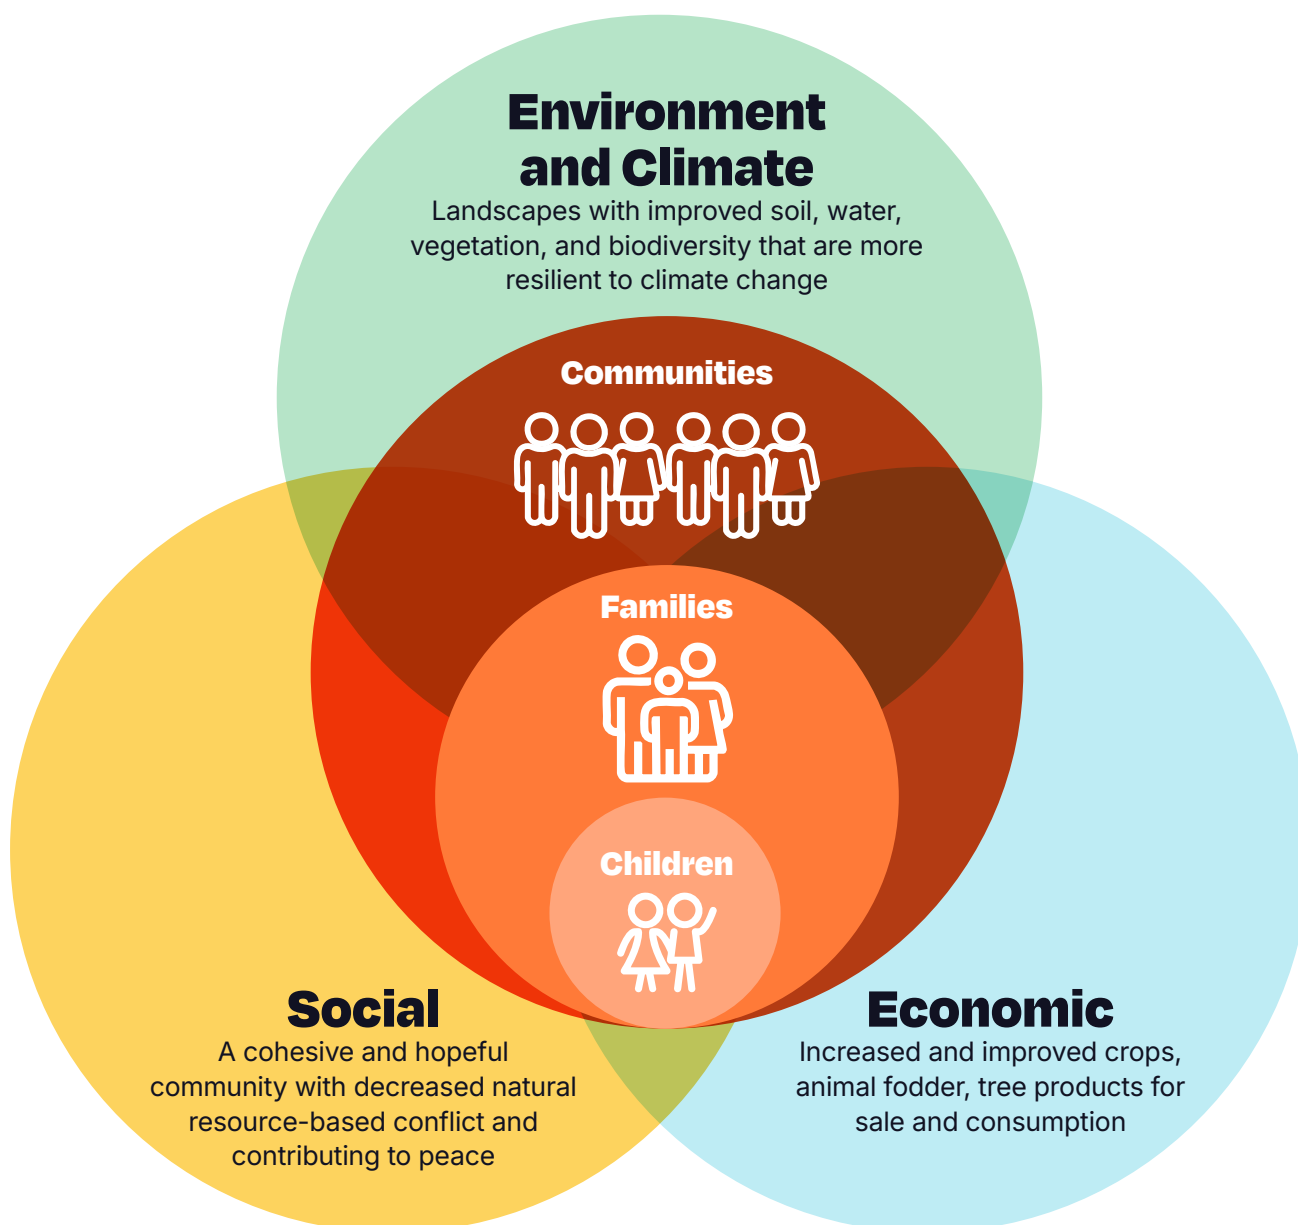 Environment
and Climate
Landscapes with improved soil, water,
vegetation, and biodiversity that are more
resilient to climate change
Communities
Families
Children
Social
A cohesive and hopeful
community with decreased natural
resource-based conflict and
contributing to peace
Economic
Increased and improved crops,
animal fodder, tree products for
sale and consumption